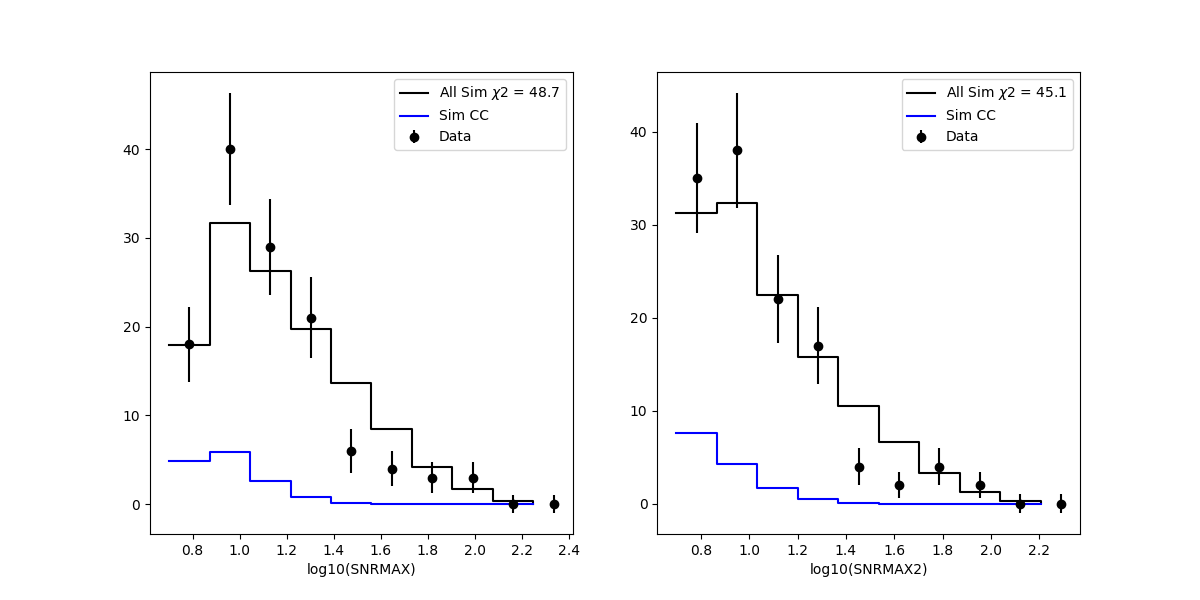 All Sim χ2 = 48.7
Sim CC
Data
40
30
20
10
0
0.8 1.0 1.2 1.4 1.6 1.8 2.0 2.2 2.4
log10(SNRMAX)
All Sim χ2 = 45.1
Sim CC
Data
40
30
20
10
0
0.8 1.0 1.2 1.4 1.6 1.8 2.0 2.2
log10(SNRMAX2)